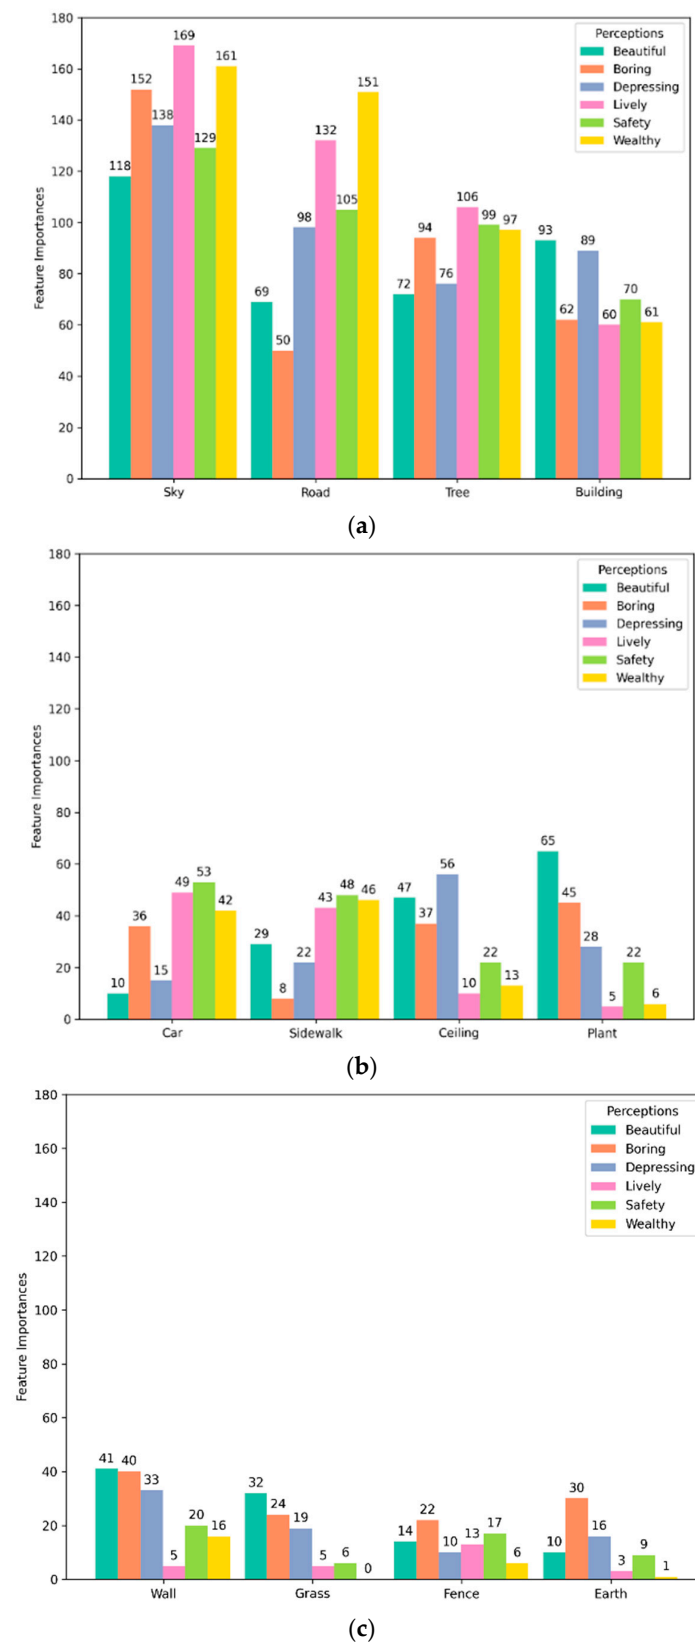 180
160
140
120
100
80
60
40
20
0
Feature Importances
Perceptions
Beautiful
Boring
Depressing
Lively
Safety
Wealthy
118 152 138 169 129 161
69 50 98 132 105 151
72 94 76 106 99 97
93 62 89 60 70 61
Sky Road Tree Building
(a)
180
160
140
120
100
80
60
40
20
0
Feature Importances
Perceptions
Beautiful
Boring
Depressing
Lively
Safety
Wealthy
10 36 15 49 53 42
29 8 22 43 48 46
47 37 56 10 22 13
65 45 28 5 22 6
Car Sidewalk Ceiling Plant
(b)
180
160
140
120
100
80
60
40
20
0
Feature Importances
Perceptions
Beautiful
Boring
Depressing
Lively
Safety
Wealthy
41 40 33 5 20 16
32 24 19 5 6 0
14 22 10 13 17 6
10 30 16 3 9 1
Wall Grass Fence Earth
(c)